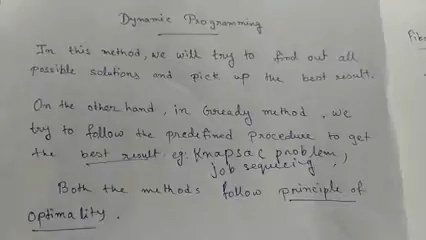 Dynamic Programming
In this method, we will try to find out all
possible solutions and pick up the best result.
On the other hand, in Gready method, we
try to follow the predefined procedure to get
the best result. eg: Knapsac problem,
job sequecing
Both the methods follow principle of
optimality.